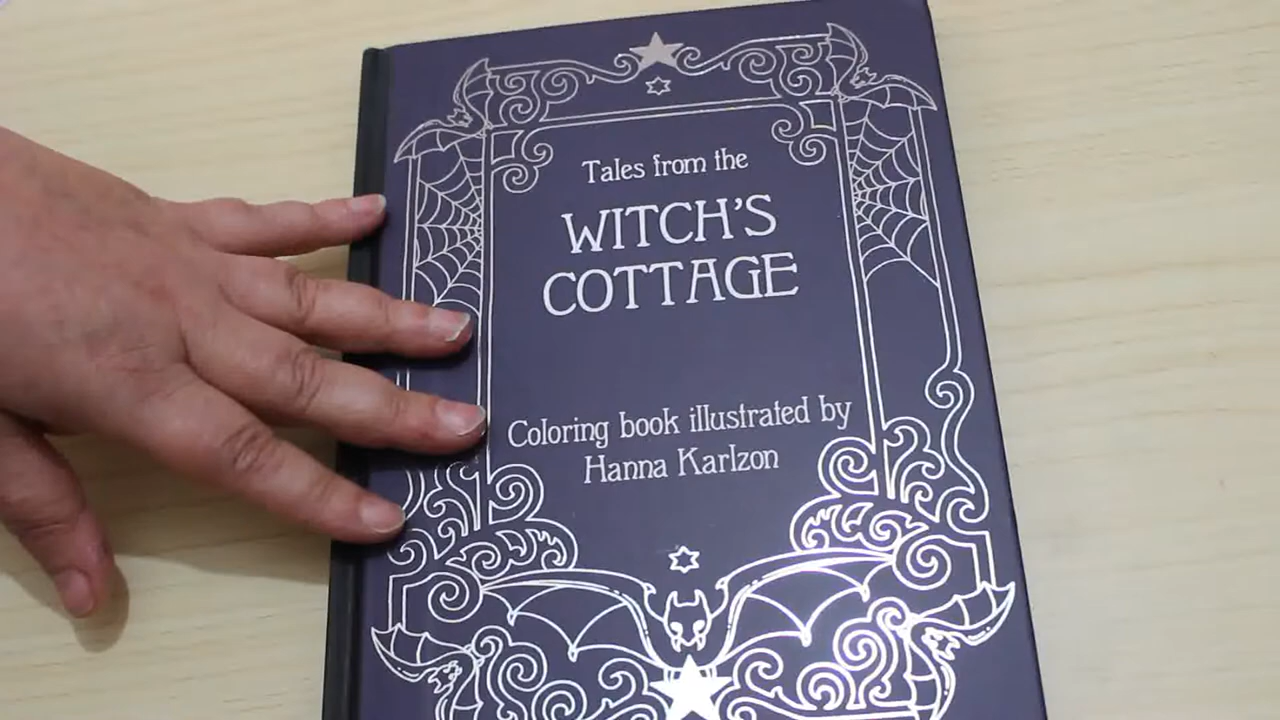 Tales from the
WITCH'S
COTTAGE
Coloring book illustrated by
Hanna Karlzon